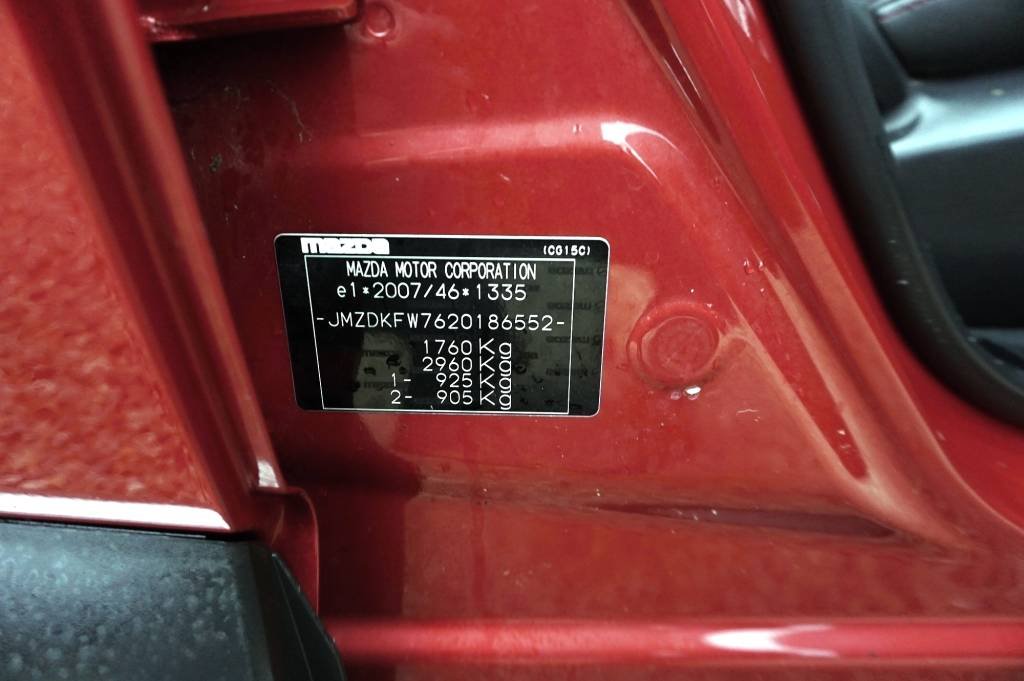 mazda (CG15C)
MAZDA MOTOR CORPORATION
e1*2007/46*1335
-JMZDKFW7620186552-
1760 Kg
2960 Kg
1- 925 Kg
2- 905 Kg